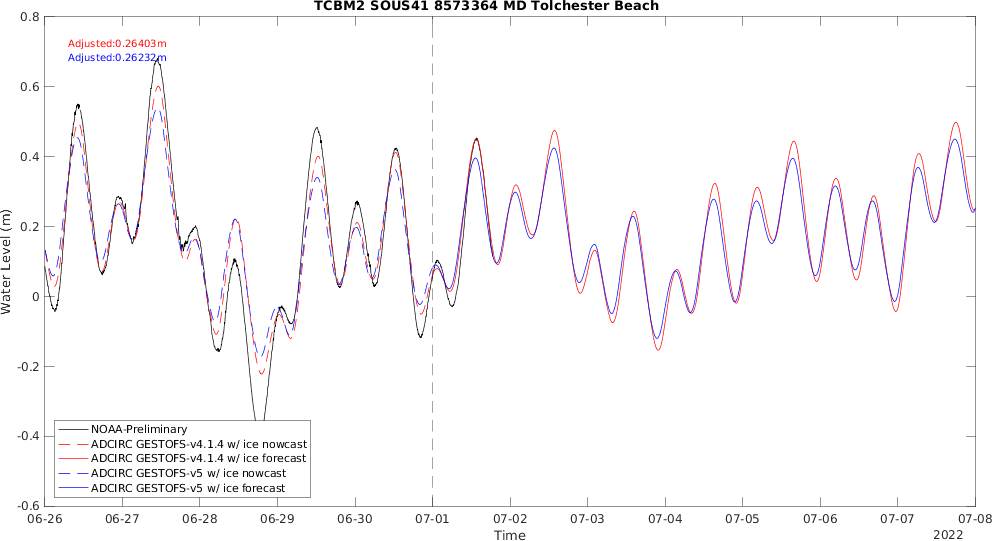 TCBM2 SOUS41 8573364 MD Tolchester Beach
Adjusted:0.26403m
Adjusted:0.26232m
Water Level (m)
0.8
0.6
0.4
0.2
0
-0.2
-0.4
-0.6
NOAA-Preliminary
ADCIRC GESTOFS-v4.1.4 w/ ice nowcast
ADCIRC GESTOFS-v4.1.4 w/ ice forecast
ADCIRC GESTOFS-v5 w/ ice nowcast
ADCIRC GESTOFS-v5 w/ ice forecast
06-26 06-27 06-28 06-29 06-30 07-01 07-02 07-03 07-04 07-05 07-06 07-07 07-08
Time
2022